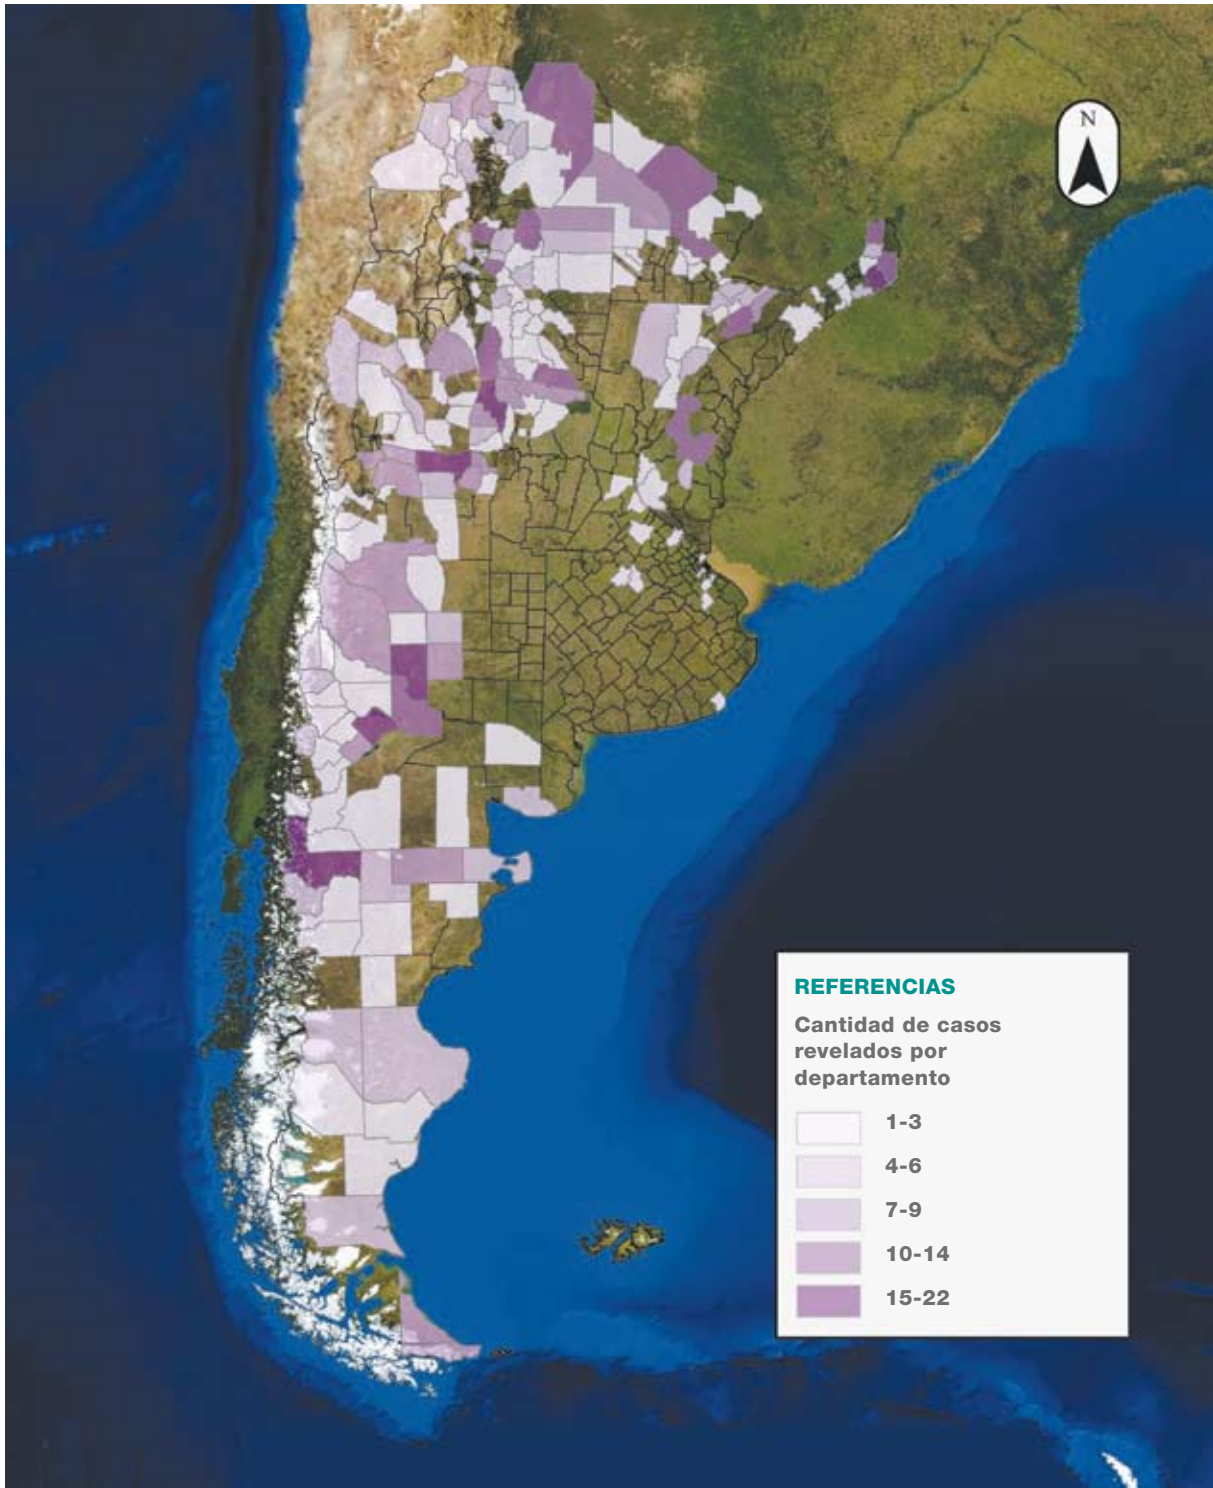 N
REFERENCIAS
Cantidad de casos
revelados por
departamento
1-3
4-6
7-9
10-14
15-22